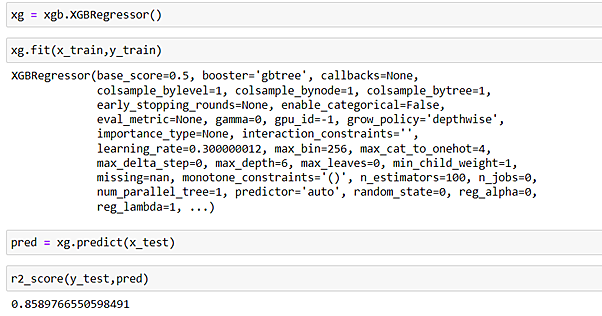 xg = xgb.XGBRegressor()
xg.fit(x_train,y_train)
XGBRegressor(base_score=0.5, booster='gbtree', callbacks=None,
colsample_bylevel=1, colsample_bynode=1, colsample_bytree=1,
early_stopping_rounds=None, enable_categorical=False,
eval_metric=None, gamma=0, gpu_id=-1, grow_policy='depthwise',
importance_type=None, interaction_constraints='',
learning_rate=0.300000012, max_bin=256, max_cat_to_onehot=4,
max_delta_step=0, max_depth=6, max_leaves=0, min_child_weight=1,
missing=nan, monotone_constraints='()', n_estimators=100, n_jobs=0,
num_parallel_tree=1, predictor='auto', random_state=0, reg_alpha=0,
reg_lambda=1, ...)
pred = xg.predict(x_test)
r2_score(y_test,pred)
0.8589766550598491